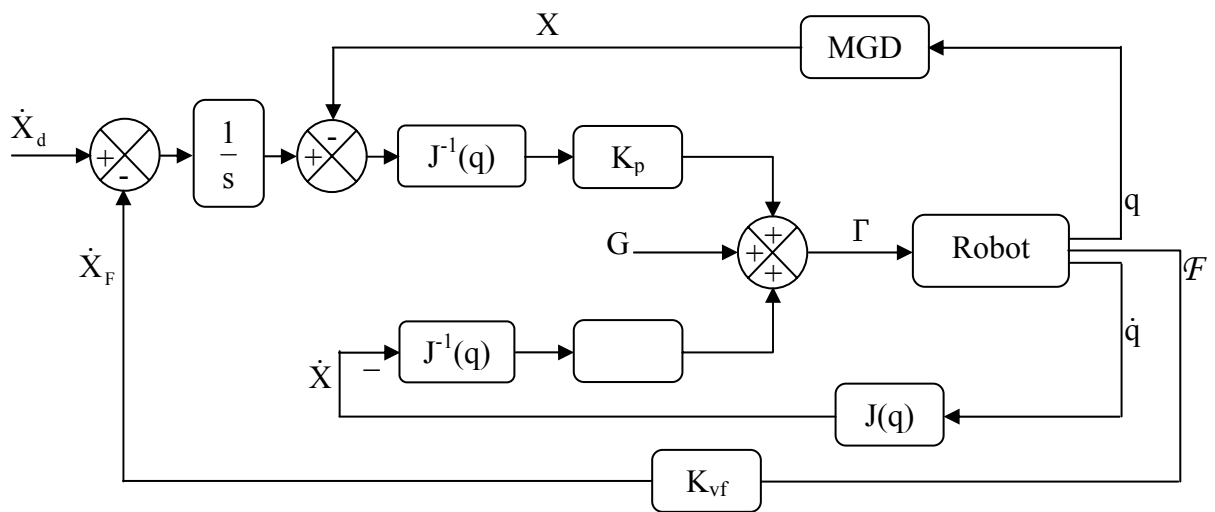 X
MGD
Ẋd
+
-
1
s
-
+
J-1(q)
Kp
+
G
+
+
+
Γ
Robot
q
ℱ
q̇
ẊF
J-1(q)
Ẋ
–
J(q)
Kvf